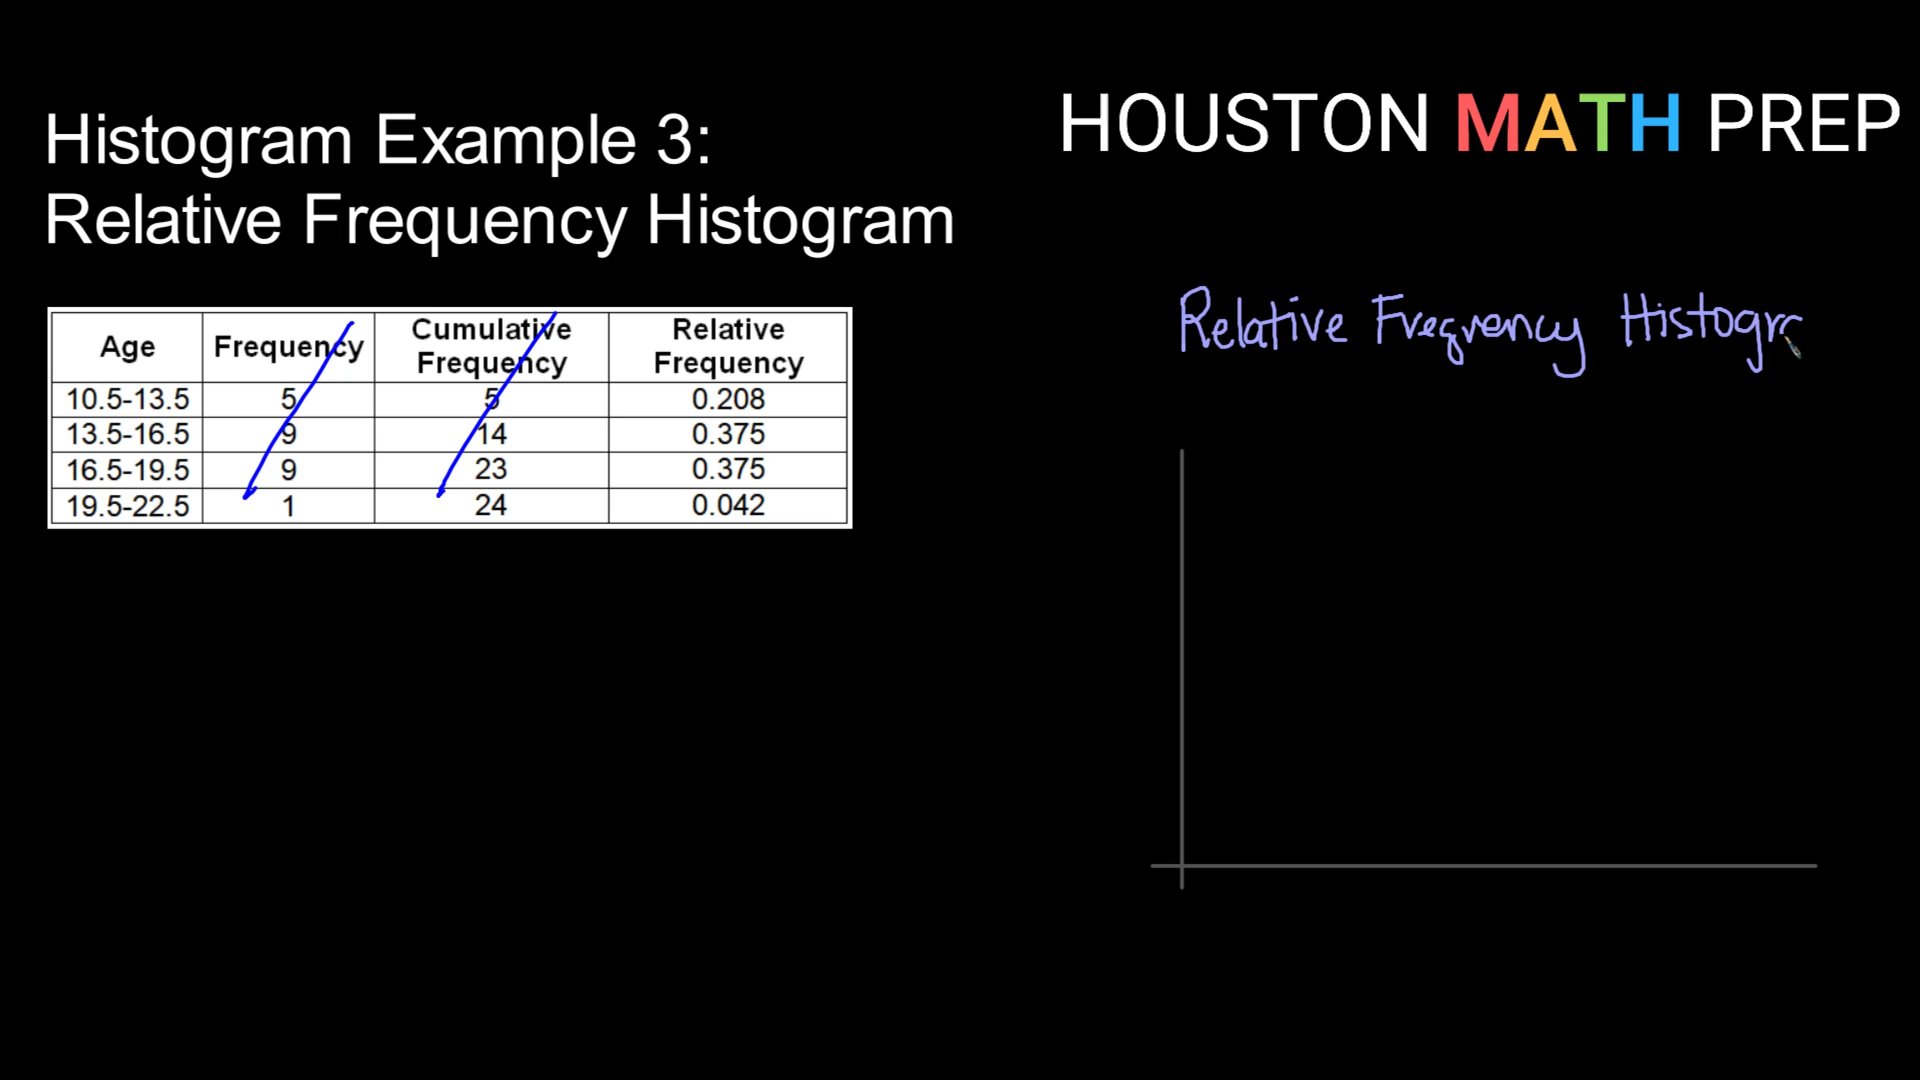 HOUSTON MATH PREP
Histogram Example 3:
Relative Frequency Histogram
Age Frequency Cumulative Frequency Relative Frequency
10.5-13.5 5 5 0.208
13.5-16.5 9 14 0.375
16.5-19.5 9 23 0.375
19.5-22.5 1 24 0.042
Relative Frequency Histogra